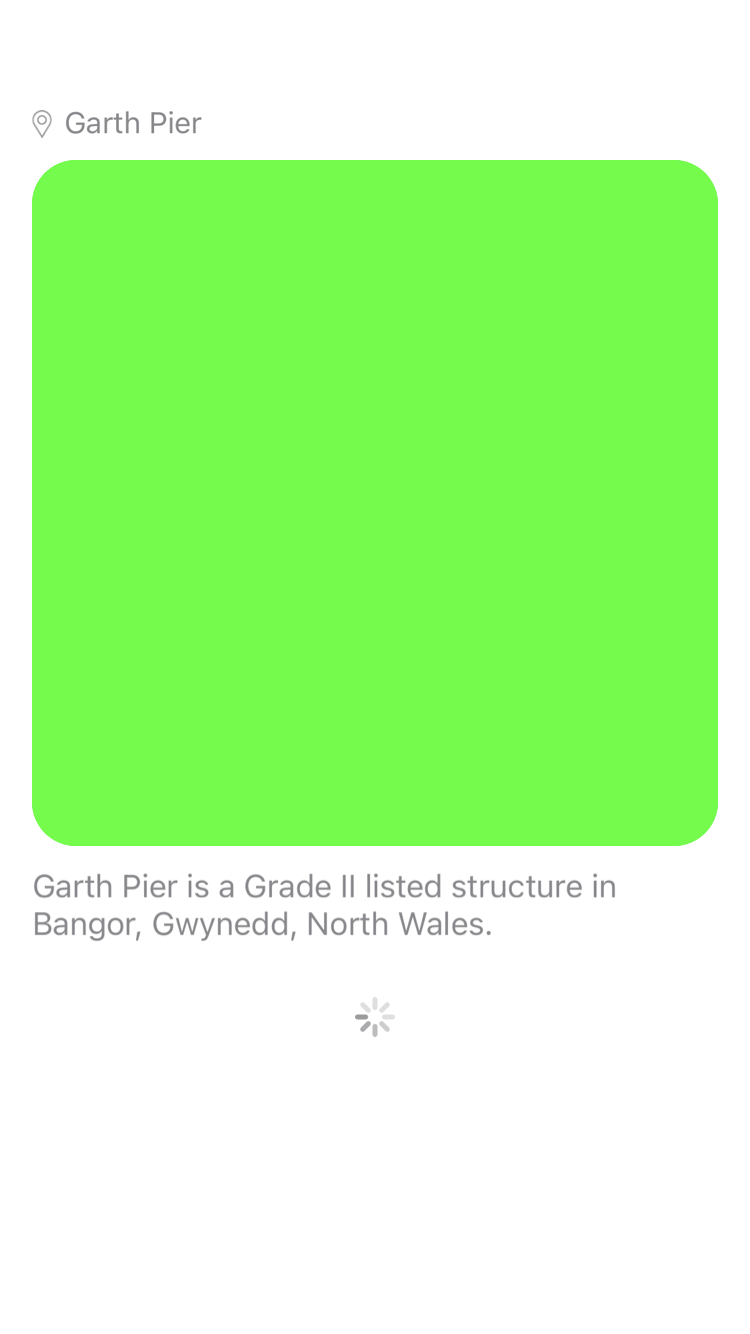 Garth Pier
Garth Pier is a Grade II listed structure in
Bangor, Gwynedd, North Wales.